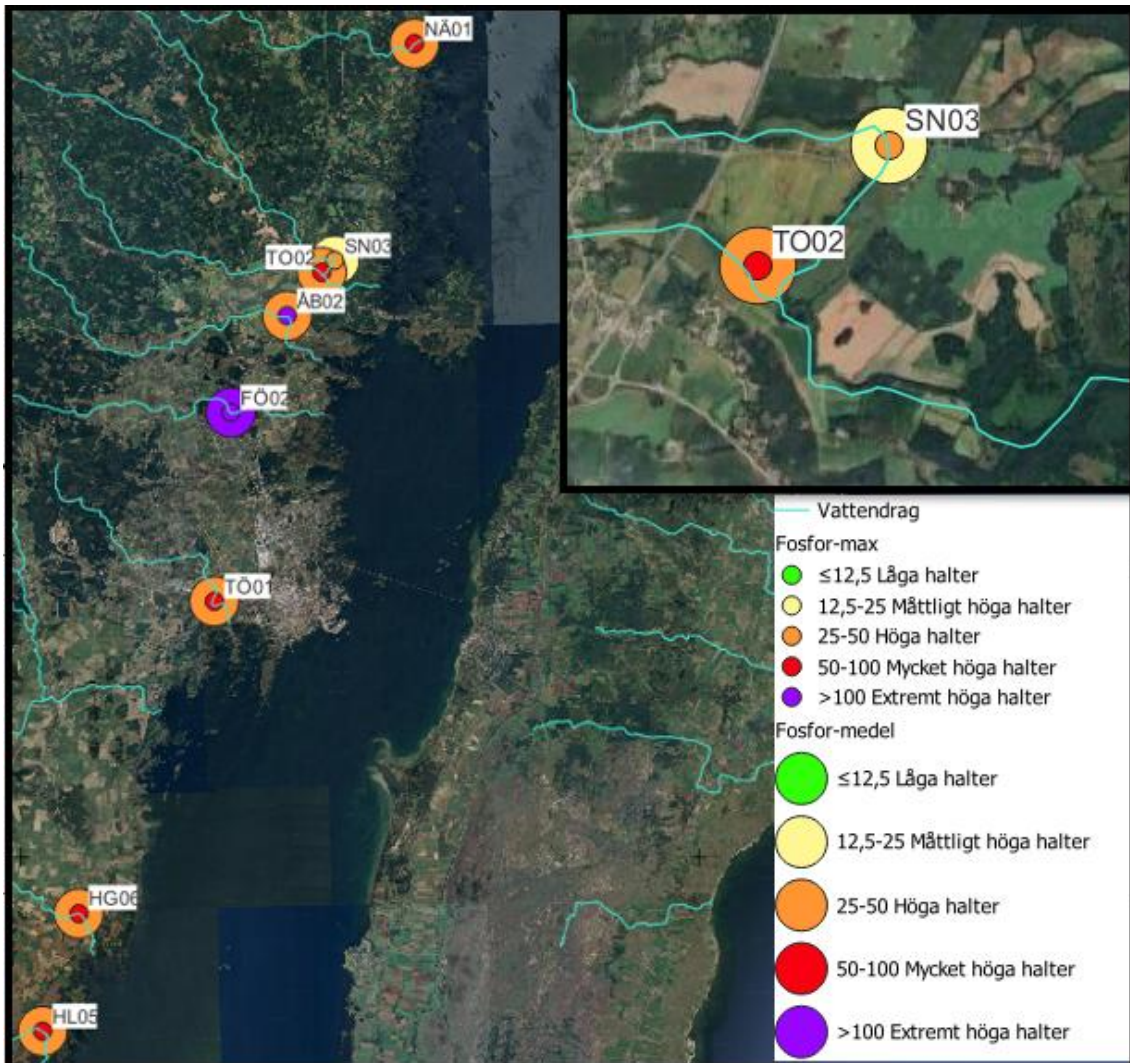 NÄ01
SN03
TO02
ÅB02
FÖ02
TÖ01
HG06
HL05
SN03
TO02
Vattendrag
Fosfor-max
≤12,5 Låga halter
12,5-25 Måttligt höga halter
25-50 Höga halter
50-100 Mycket höga halter
>100 Extremt höga halter
Fosfor-medel
≤12,5 Låga halter
12,5-25 Måttligt höga halter
25-50 Höga halter
50-100 Mycket höga halter
>100 Extremt höga halter